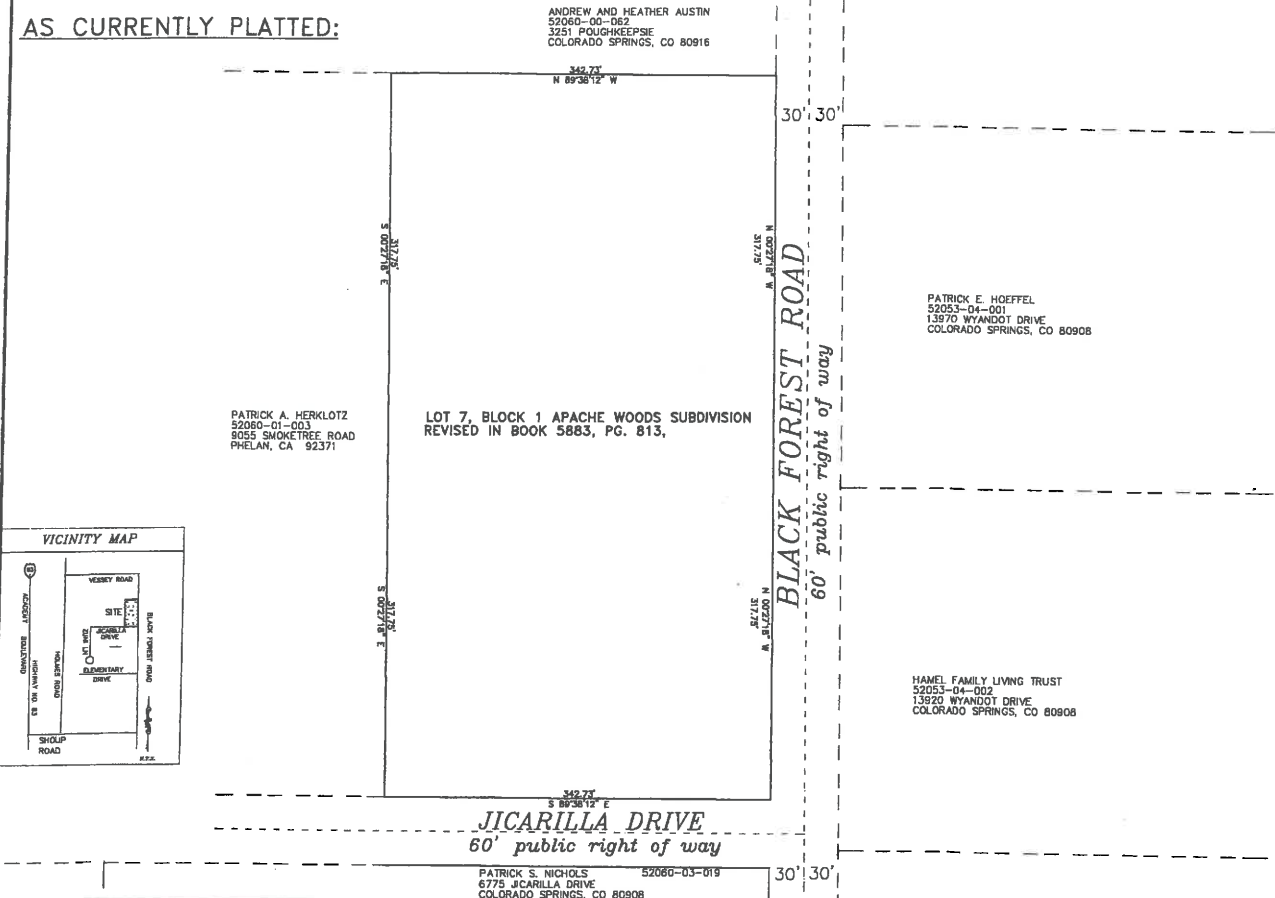 AS CURRENTLY PLATTED:
ANDREW AND HEATHER AUSTIN
52060-00-062
3251 POUGHKEEPSIE
COLORADO SPRINGS, CO 80916
342.73'
N 89°38'12" W
30' 30'
S 00°27'18" E
317.75'
N 00°27'18" W
317.75'
BLACK FOREST ROAD
60' public right of way
PATRICK E. HOEFFEL
52053-04-001
13970 WYANDOT DRIVE
COLORADO SPRINGS, CO 80908
PATRICK A. HERKLOTZ
52060-01-003
9055 SMOKETREE ROAD
PHELAN, CA 92371
LOT 7, BLOCK 1 APACHE WOODS SUBDIVISION
REVISED IN BOOK 5883, PG. 813,
VICINITY MAP
83
VESSEY ROAD
SITE
JICARILLA
DRIVE
ZUNI LN
ELEMENTARY
DRIVE
BLACK FOREST ROAD
ACADEMY BOULEVARD
HIGHWAY NO. 83
HOLMES ROAD
SHOUP
ROAD
S 00°27'18" E
317.75'
N 00°27'18" W
317.75'
HAMEL FAMILY LIVING TRUST
52053-04-002
13920 WYANDOT DRIVE
COLORADO SPRINGS, CO 80908
342.73'
S 89°38'12" E
JICARILLA DRIVE
60' public right of way
PATRICK S. NICHOLS 52060-03-019
6775 JICARILLA DRIVE
COLORADO SPRINGS, CO 80908
30' 30'